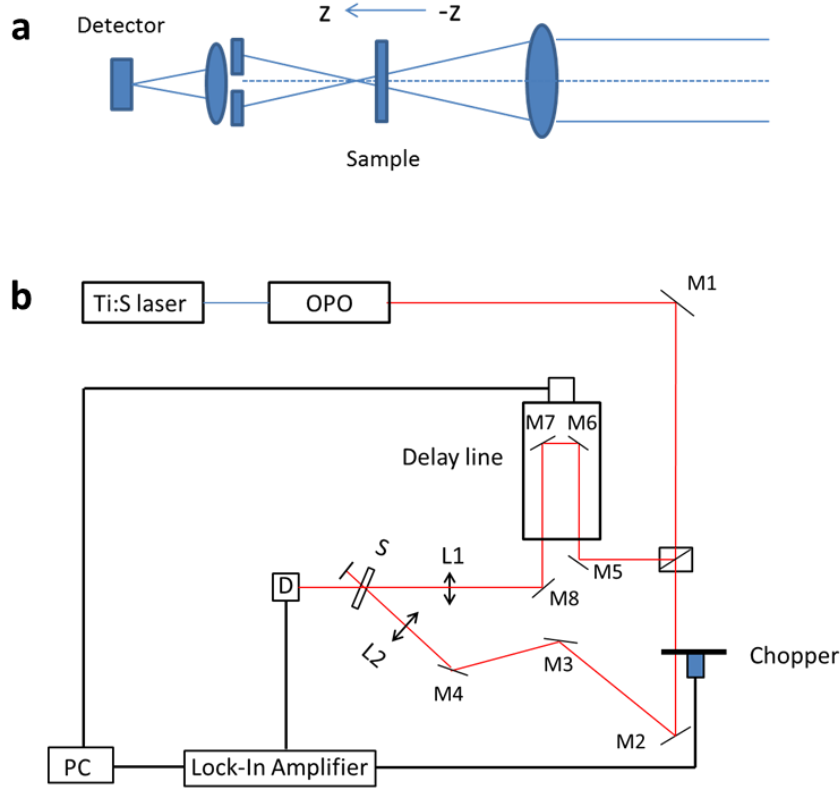 a
Detector
z
-z
Sample
b
Ti:S laser
OPO
M1
M7
M6
Delay line
S
L1
M5
D
M8
L2
M3
Chopper
M4
M2
PC
Lock-In Amplifier